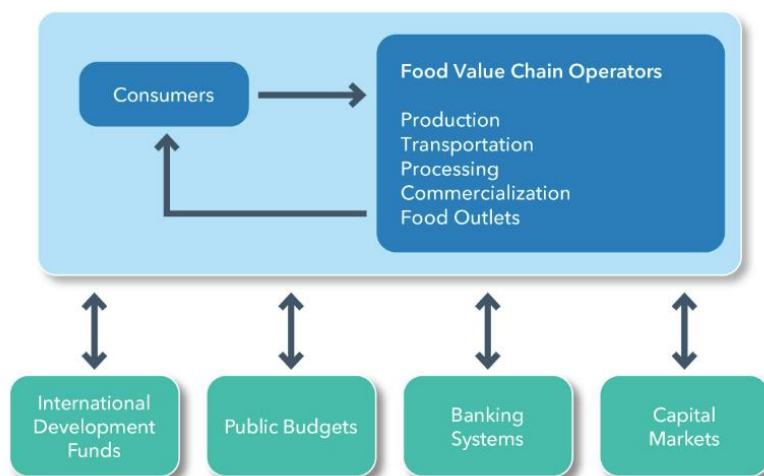 Consumers
Food Value Chain Operators
Production
Transportation
Processing
Commercialization
Food Outlets
International
Development
Funds
Public Budgets
Banking
Systems
Capital
Markets